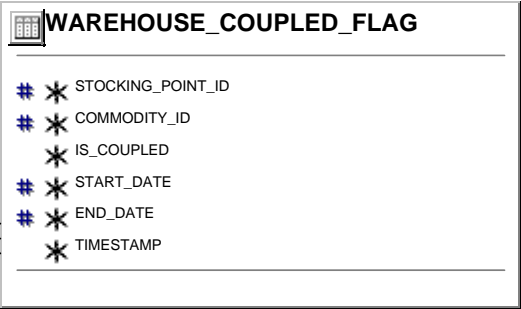 WAREHOUSE_COUPLED_FLAG
# * STOCKING_POINT_ID
# * COMMODITY_ID
* IS_COUPLED
# * START_DATE
# * END_DATE
* TIMESTAMP